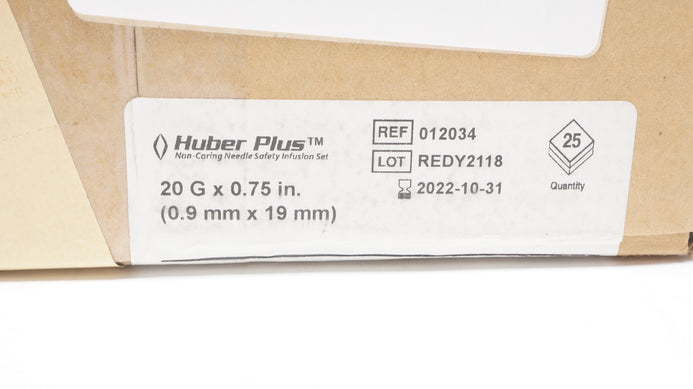 Huber Plus™
Non-Coring Needle Safety Infusion Set
20 G x 0.75 in.
(0.9 mm x 19 mm)
REF 012034
LOT REDY2118
2022-10-31
25
Quantity